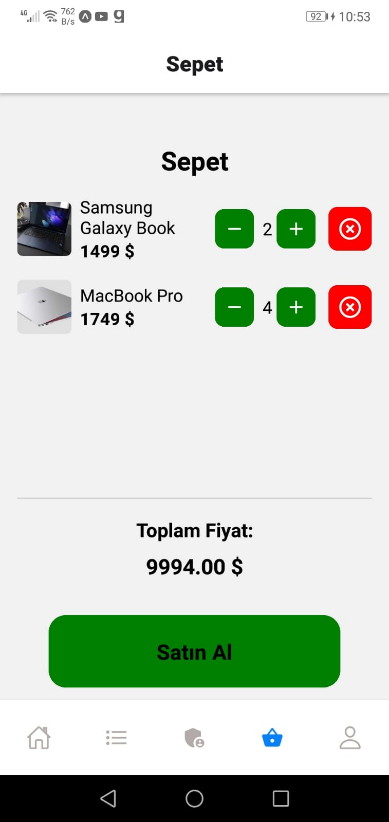 4G 762 B/s 92 10:53
Sepet
Sepet
Samsung
Galaxy Book
1499 $
2
MacBook Pro
1749 $
4
Toplam Fiyat:
9994.00 $
Satın Al